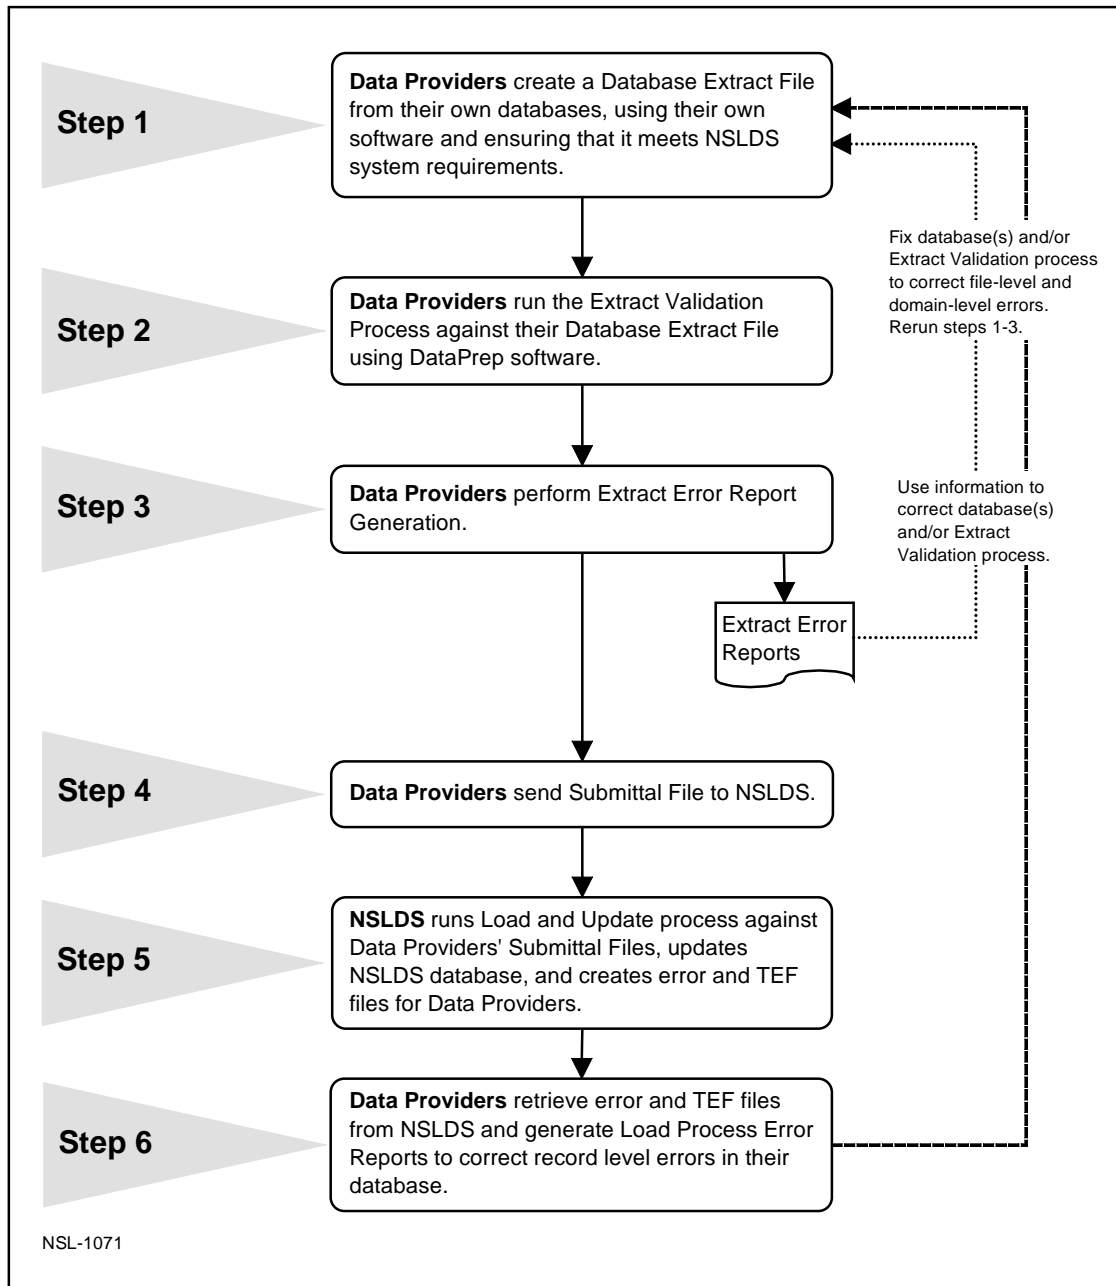 Step 1
Data Providers create a Database Extract File
from their own databases, using their own
software and ensuring that it meets NSLDS
system requirements.
Fix database(s) and/or
Extract Validation process
to correct file-level and
domain-level errors.
Rerun steps 1-3.
Step 2
Data Providers run the Extract Validation
Process against their Database Extract File
using DataPrep software.
Step 3
Data Providers perform Extract Error Report
Generation.
Use information to
correct database(s)
and/or Extract
Validation process.
Extract Error
Reports
Step 4
Data Providers send Submittal File to NSLDS.
Step 5
NSLDS runs Load and Update process against
Data Providers' Submittal Files, updates
NSLDS database, and creates error and TEF
files for Data Providers.
Step 6
Data Providers retrieve error and TEF files
from NSLDS and generate Load Process Error
Reports to correct record level errors in their
database.
NSL-1071